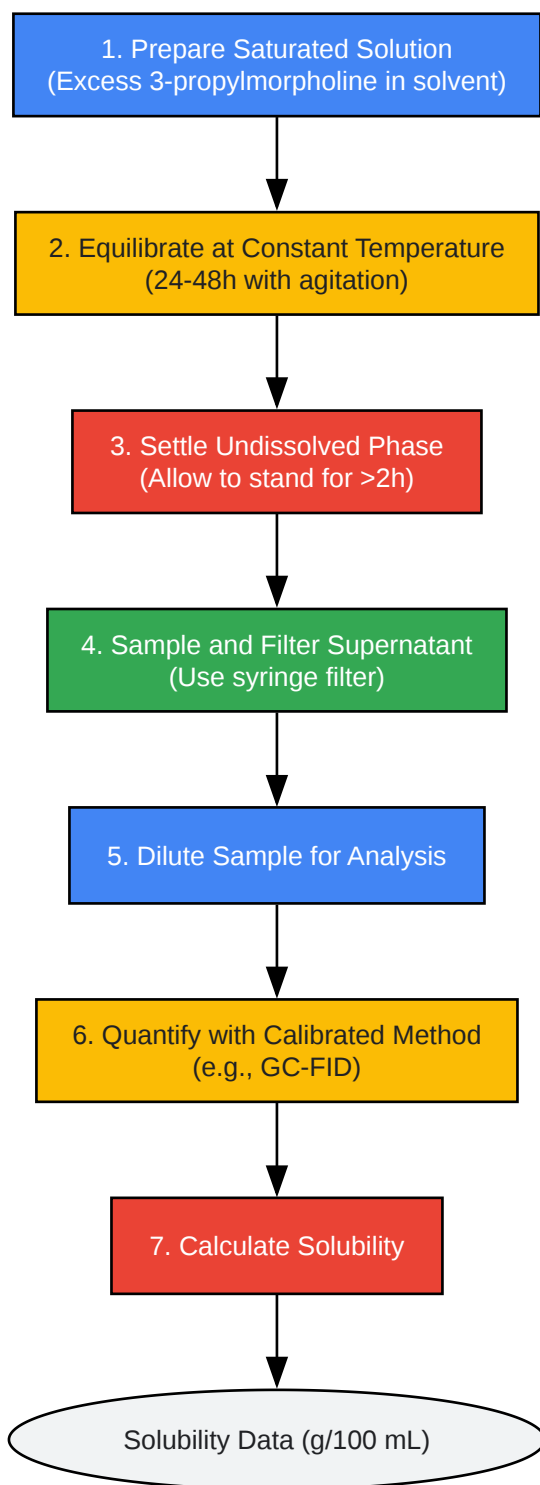 1. Prepare Saturated Solution
(Excess 3-propylmorpholine in solvent)
2. Equilibrate at Constant Temperature
(24-48h with agitation)
3. Settle Undissolved Phase
(Allow to stand for >2h)
4. Sample and Filter Supernatant
(Use syringe filter)
5. Dilute Sample for Analysis
6. Quantify with Calibrated Method
(e.g., GC-FID)
7. Calculate Solubility
Solubility Data (g/100 mL)